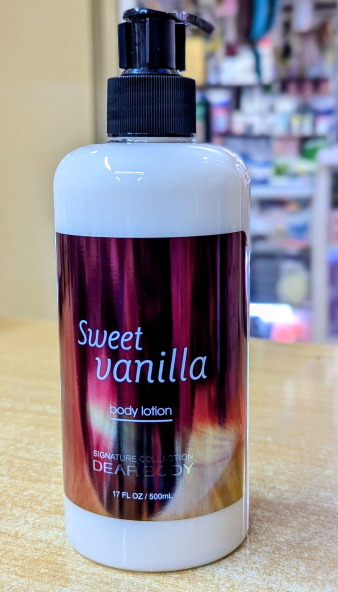 Sweet
vanilla
body lotion
SIGNATURE COLLECTION
DEAR BODY
17 FL OZ / 500mL